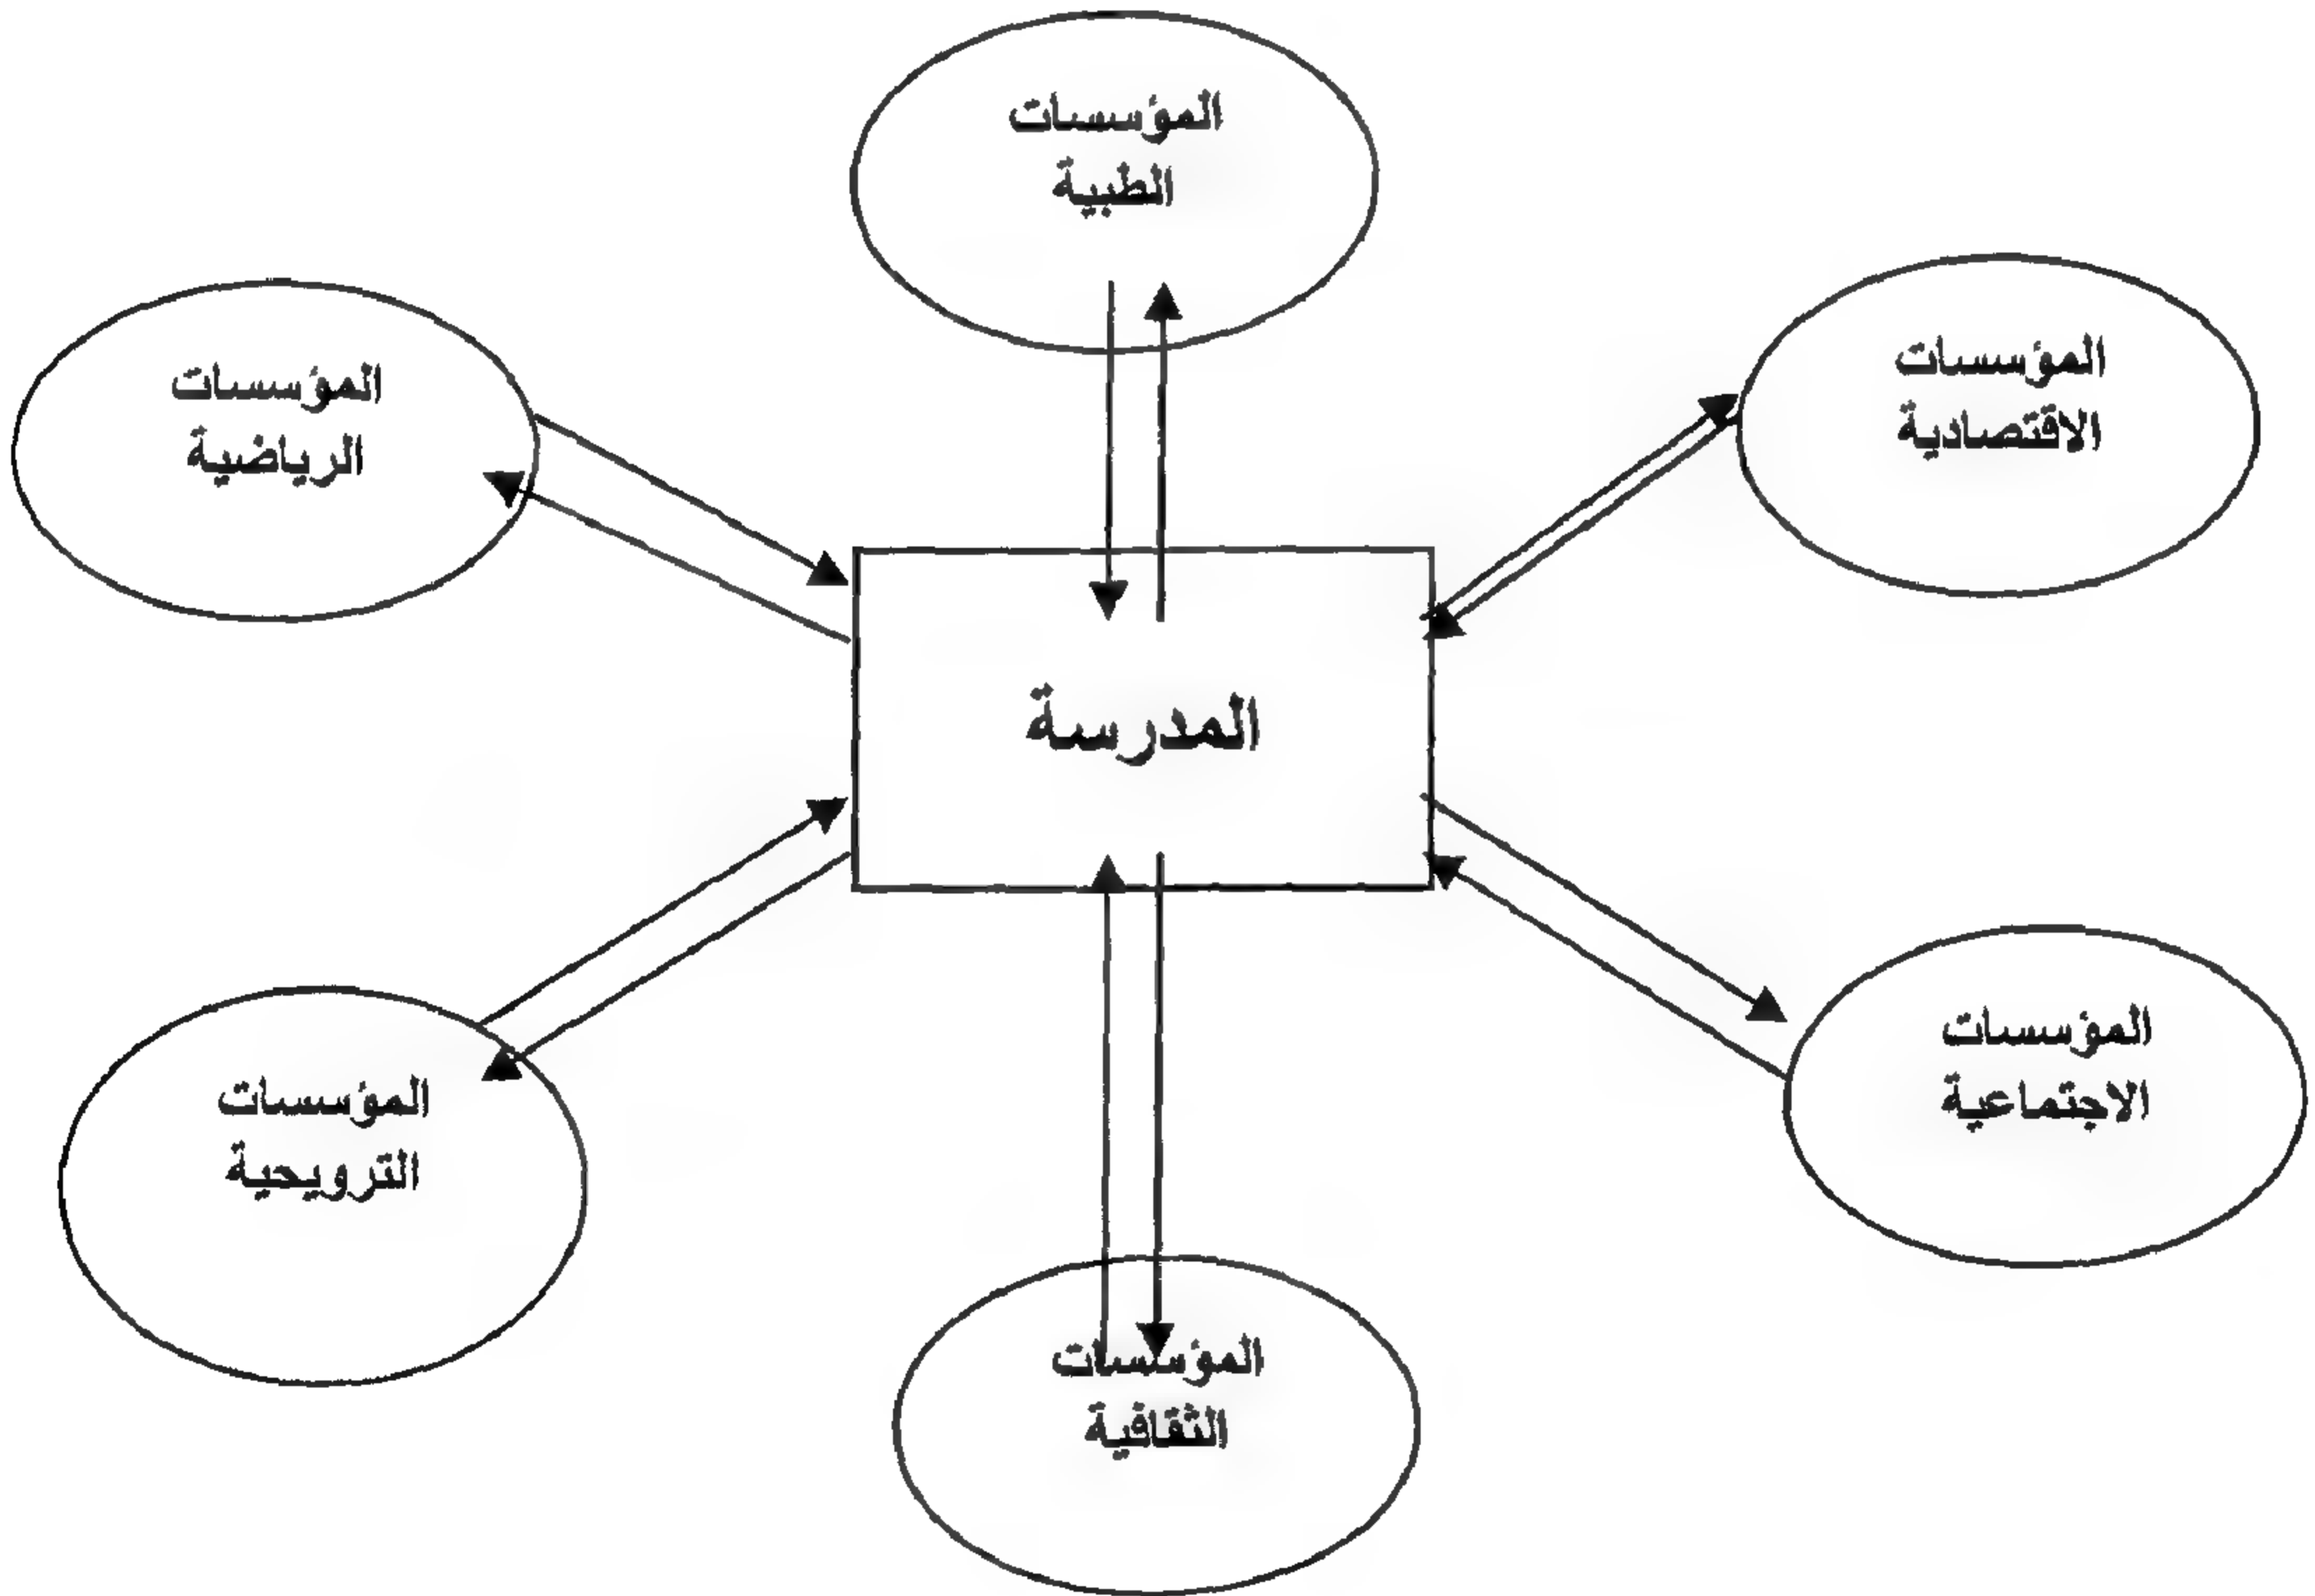 المؤسسات
الطبية
المؤسسات
الاقتصادية
المؤسسات
الرياضية
المدرسة
المؤسسات
الاجتماعية
المؤسسات
الترويحية
المؤسسات
الثقافية